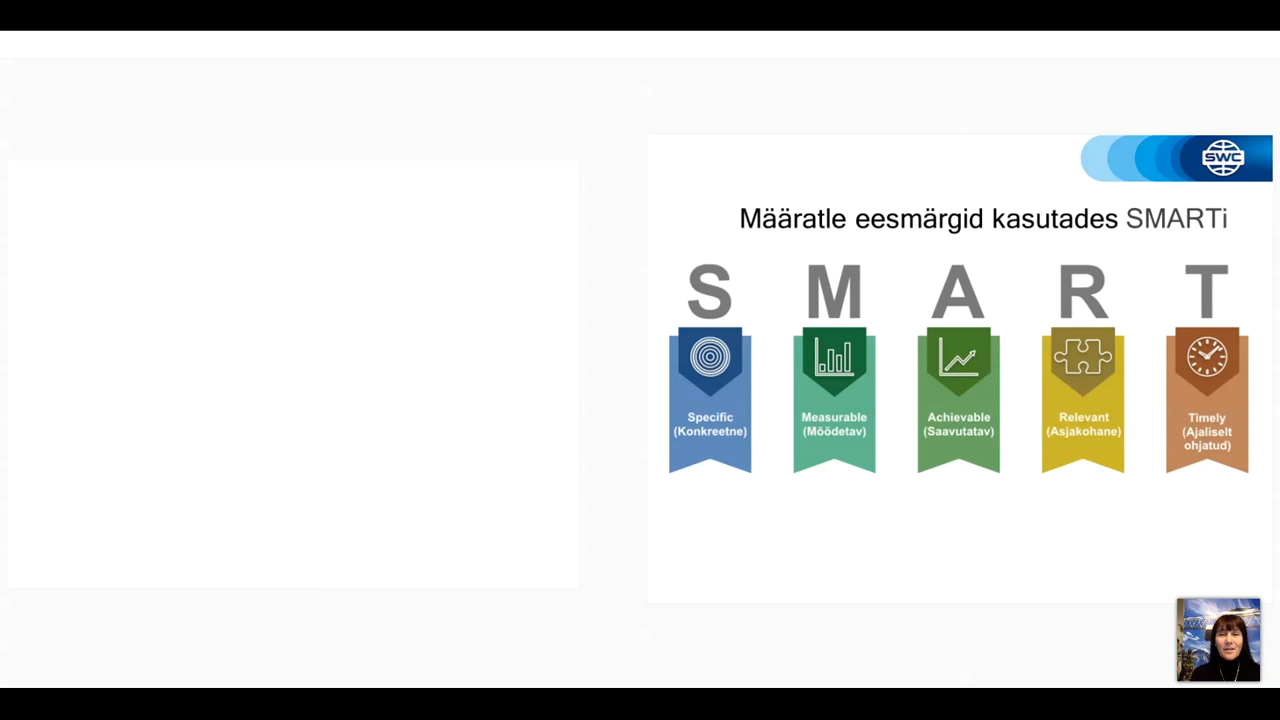 SWC
Määratle eesmärgid kasutades SMARTi
S M A R T
Specific
(Konkreetne)
Measurable
(Mõõdetav)
Achievable
(Saavutatav)
Relevant
(Asjakohane)
Timely
(Ajaliselt
ohjatud)